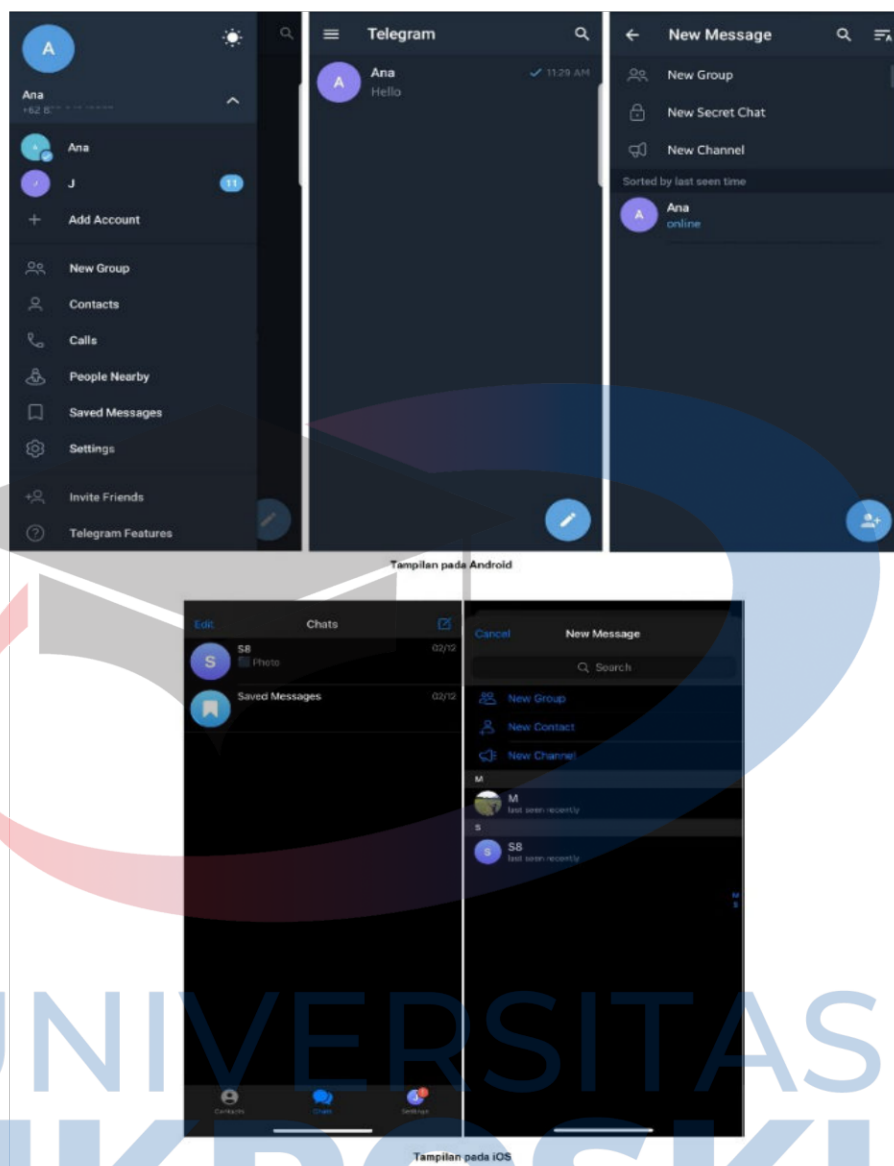 A
Ana
Ana
J
11
Add Account
New Group
Contacts
Calls
People Nearby
Saved Messages
Settings
Invite Friends
Telegram Features
Telegram
A
Ana
11:29 AM
Hello
New Message
New Group
New Secret Chat
New Channel
Sorted by last seen time
A
Ana
online
Tampilan pada Android
Edit
Chats
S
S8
02/12
Photo
Saved Messages
02/12
Contacts
Chats
Settings
Cancel
New Message
Search
New Group
New Contact
New Channel
M
M
last seen recently
S
S
S8
last seen recently
M
S
Tampilan pada iOS
UNIVERSITAS